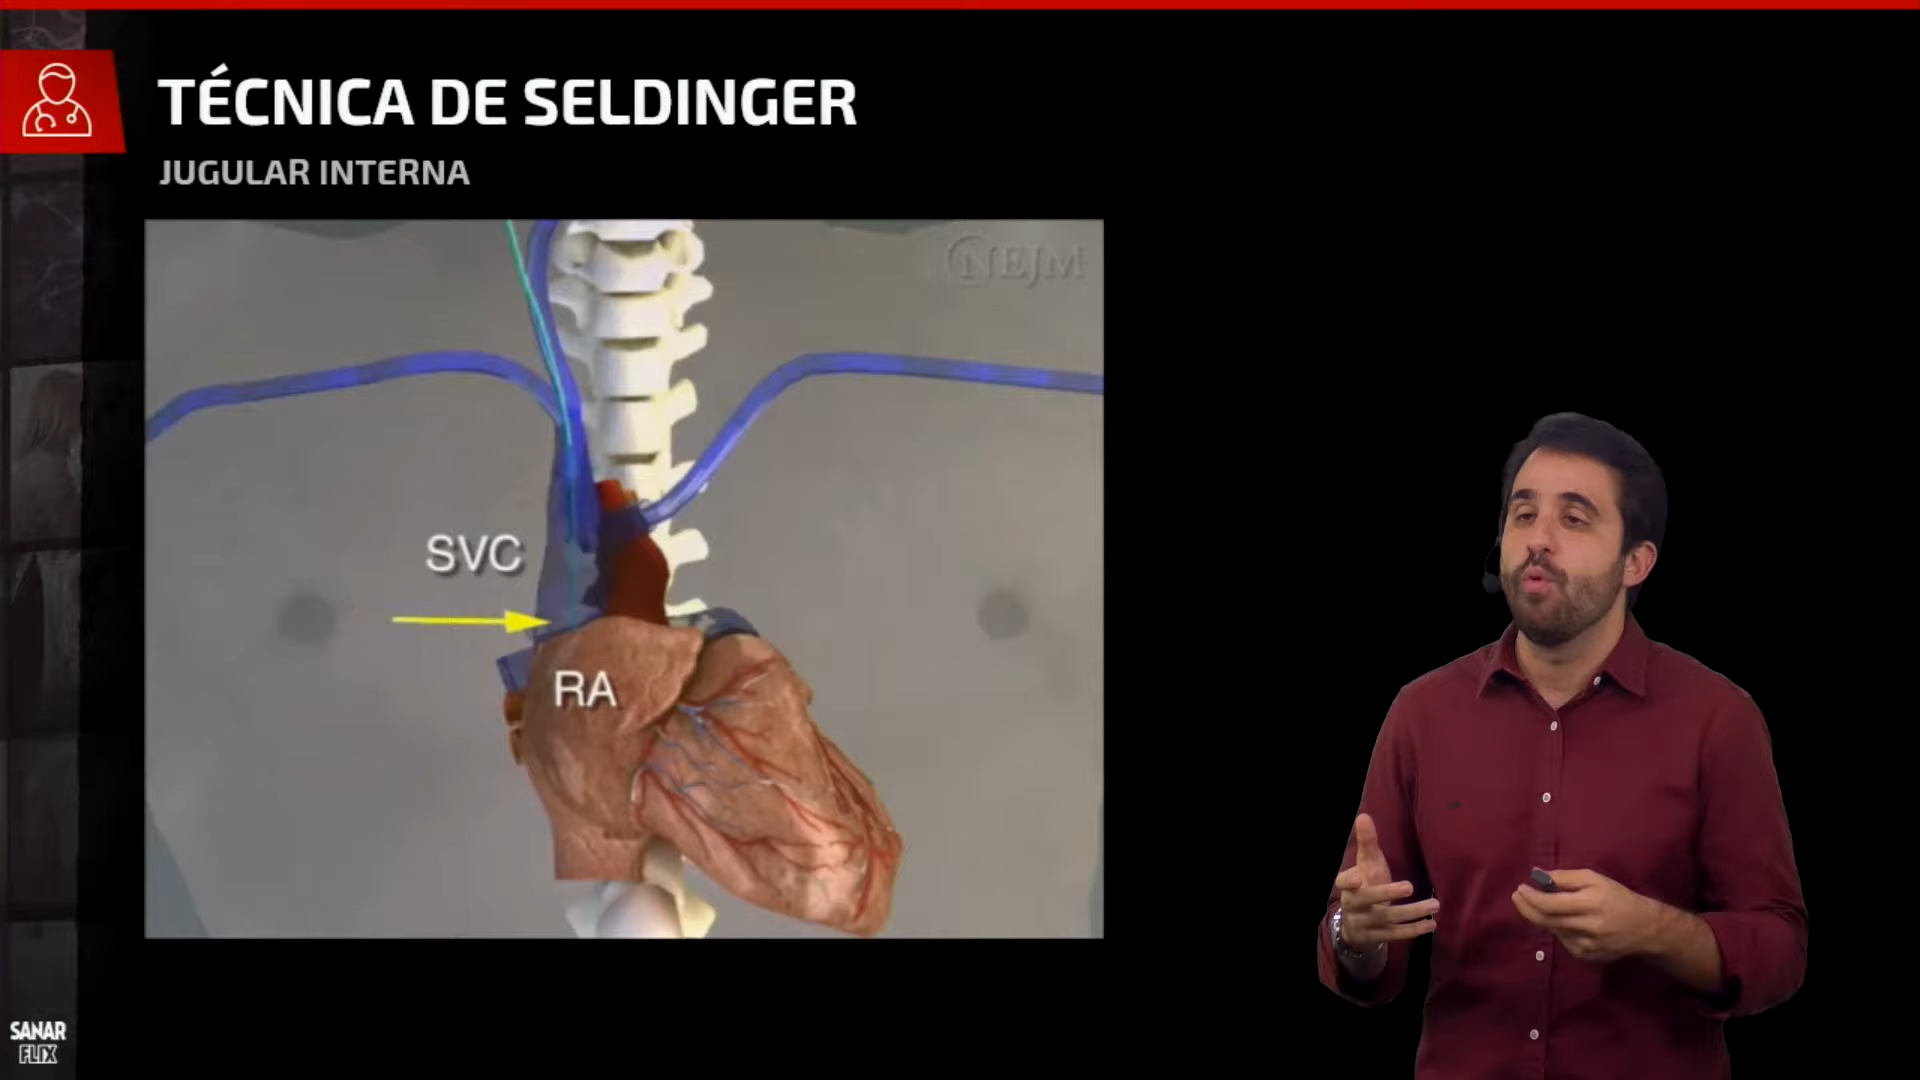 TÉCNICA DE SELDINGER
JUGULAR INTERNA
NEJM
SVC
RA
SANAR
FLIX